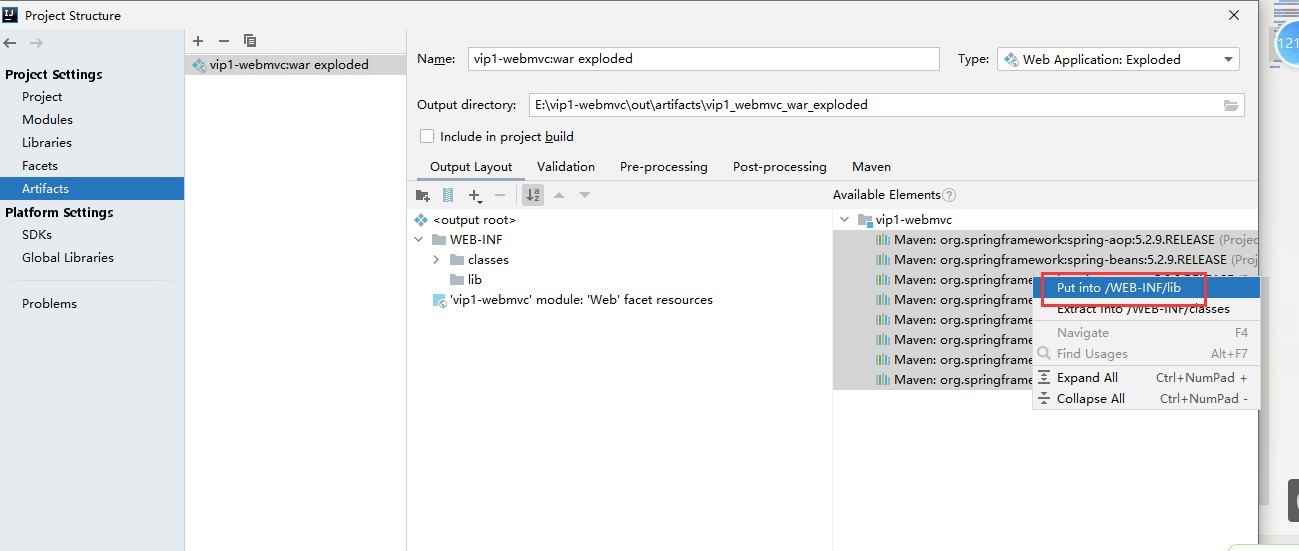 Project Structure
Project Settings
Project
Modules
Libraries
Facets
Artifacts
Platform Settings
SDKs
Global Libraries
Problems
vip1-webmvc:war exploded
Name: vip1-webmvc:war exploded
Type: Web Application: Exploded
Output directory: E:\vip1-webmvc\out\artifacts\vip1_webmvc_war_exploded
Include in project build
Output Layout Validation Pre-processing Post-processing Maven
<output root>
WEB-INF
classes
lib
'vip1-webmvc' module: 'Web' facet resources
Available Elements
vip1-webmvc
Maven: org.springframework:spring-aop:5.2.9.RELEASE (Projec
Maven: org.springframework:spring-beans:5.2.9.RELEASE (Proj
Maven: org.springframe
Maven: org.springframe
Maven: org.springframe
Maven: org.springframe
Maven: org.springframe
Maven: org.springframe
Put into /WEB-INF/lib
Extract into /WEB-INF/classes
Navigate F4
Find Usages Alt+F7
Expand All Ctrl+NumPad +
Collapse All Ctrl+NumPad -
121